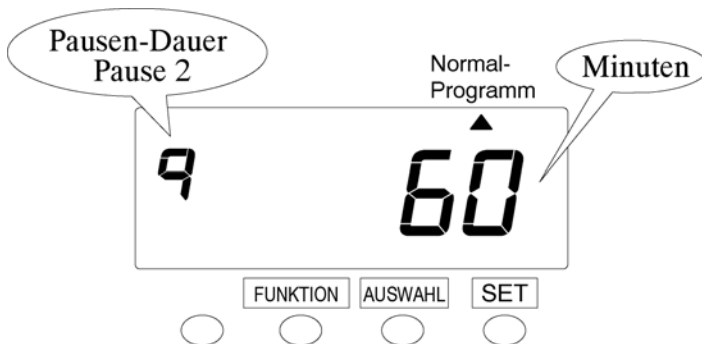 Pausen-Dauer
Pause 2
Normal-
Programm
Minuten
9 60
FUNKTION AUSWAHL SET